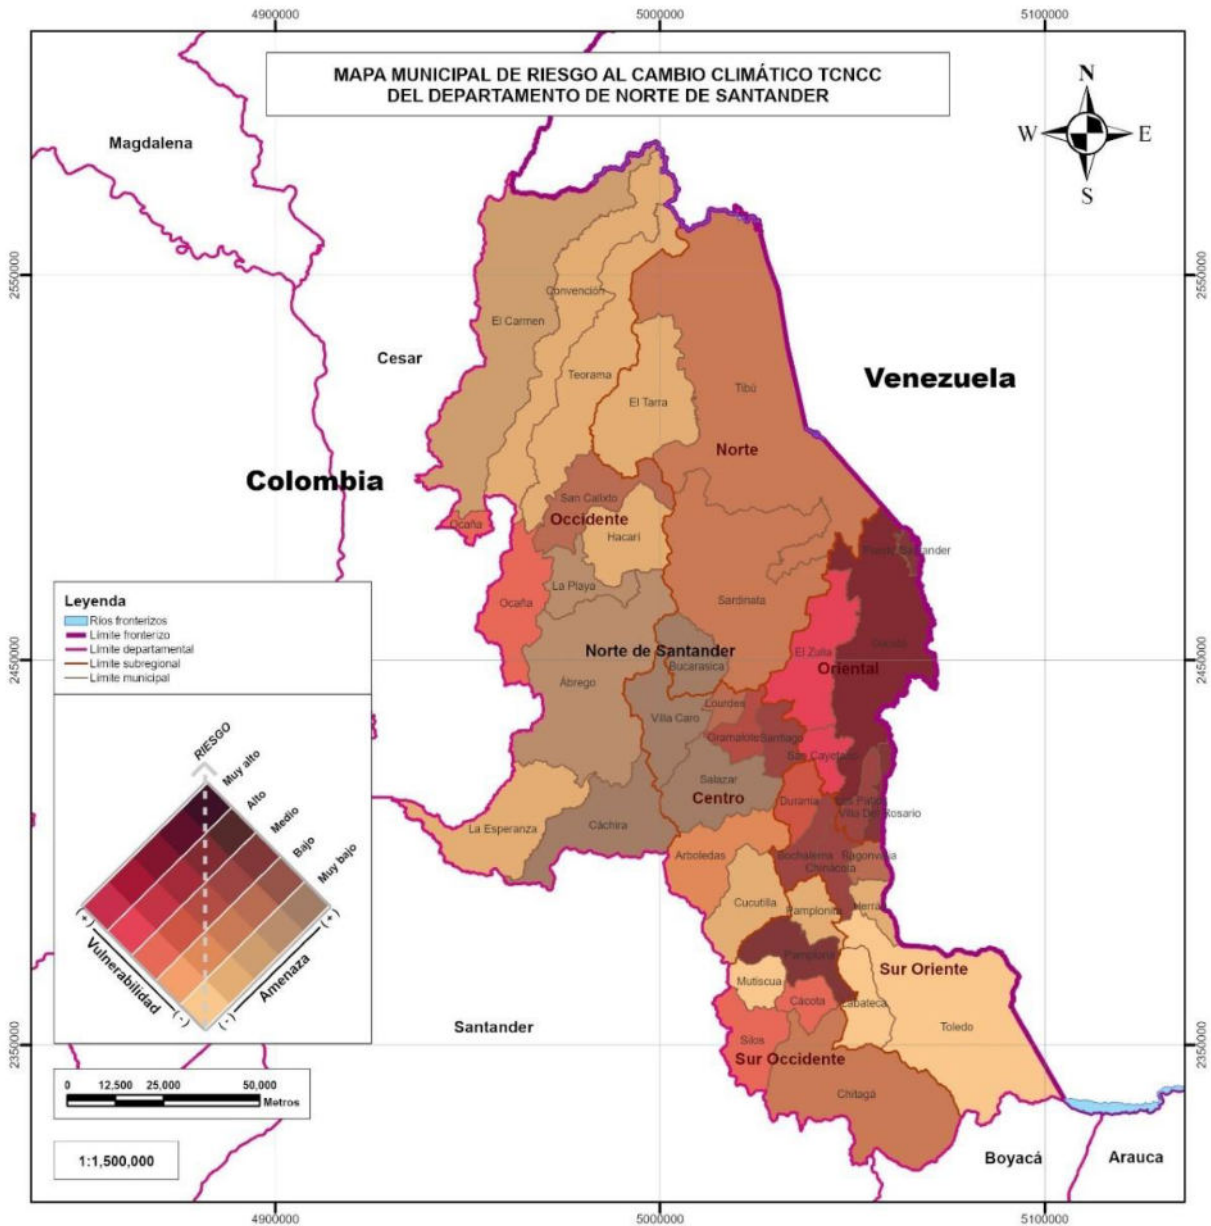 4900000
5000000
5100000
MAPA MUNICIPAL DE RIESGO AL CAMBIO CLIMÁTICO TCNCC
DEL DEPARTAMENTO DE NORTE DE SANTANDER
N
W
E
S
Magdalena
2550000
2550000
Convención
El Carmen
Cesar
Teorama
Venezuela
Tibú
El Tarra
Norte
Colombia
San Calixto
Occidente
Ocaña
Hacarí
La Playa
Ocaña
Sardinata
Leyenda
Ríos fronterizos
Límite fronterizo
Límite departamental
Límite subregional
Límite municipal
2450000
2450000
Norte de Santander
El Zulia
Oriental
Bucarasica
Ábrego
Lourdes
Villa Caro
Gramalote
Santiago
San Cayetano
Salazar
Centro
Durania
Villa Del Rosario
La Esperanza
Cáchira
Arboledas
Bochalema
Ragonvalia
Chinácota
Cucutilla
Pamplonita
Herrán
Pamplona
Sur Oriente
Mutiscua
Cácota
Labateca
Toledo
Santander
Silos
Sur Occidente
Chitagá
2350000
2350000
RIESGO
Muy alto
Alto
Medio
Bajo
Muy bajo
(+)
(+)
Vulnerabilidad
Amenaza
(-)
(-)
0 12,500 25,000 50,000
Metros
1:1,500,000
Boyacá
Arauca
4900000
5000000
5100000